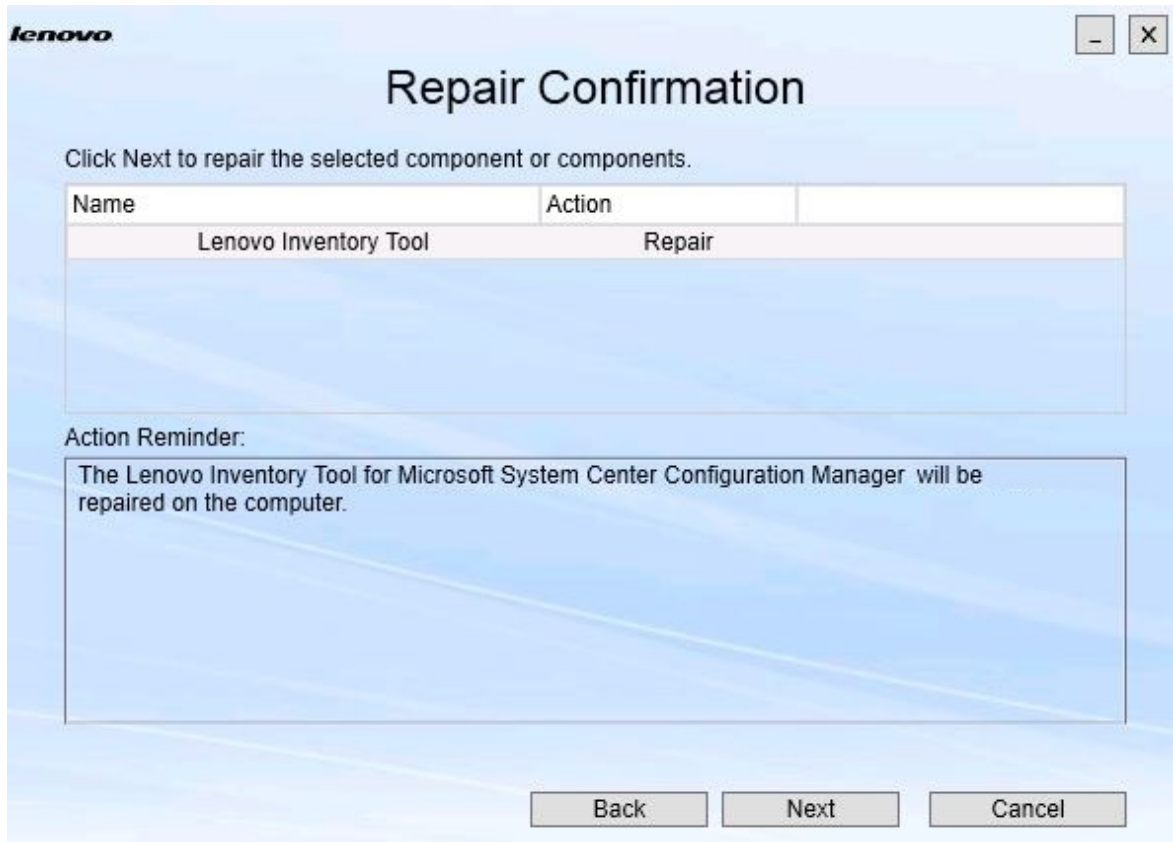 lenovo
_ X
Repair Confirmation
Click Next to repair the selected component or components.
Name Action
Lenovo Inventory Tool Repair
Action Reminder:
The Lenovo Inventory Tool for Microsoft System Center Configuration Manager will be
repaired on the computer.
Back Next Cancel